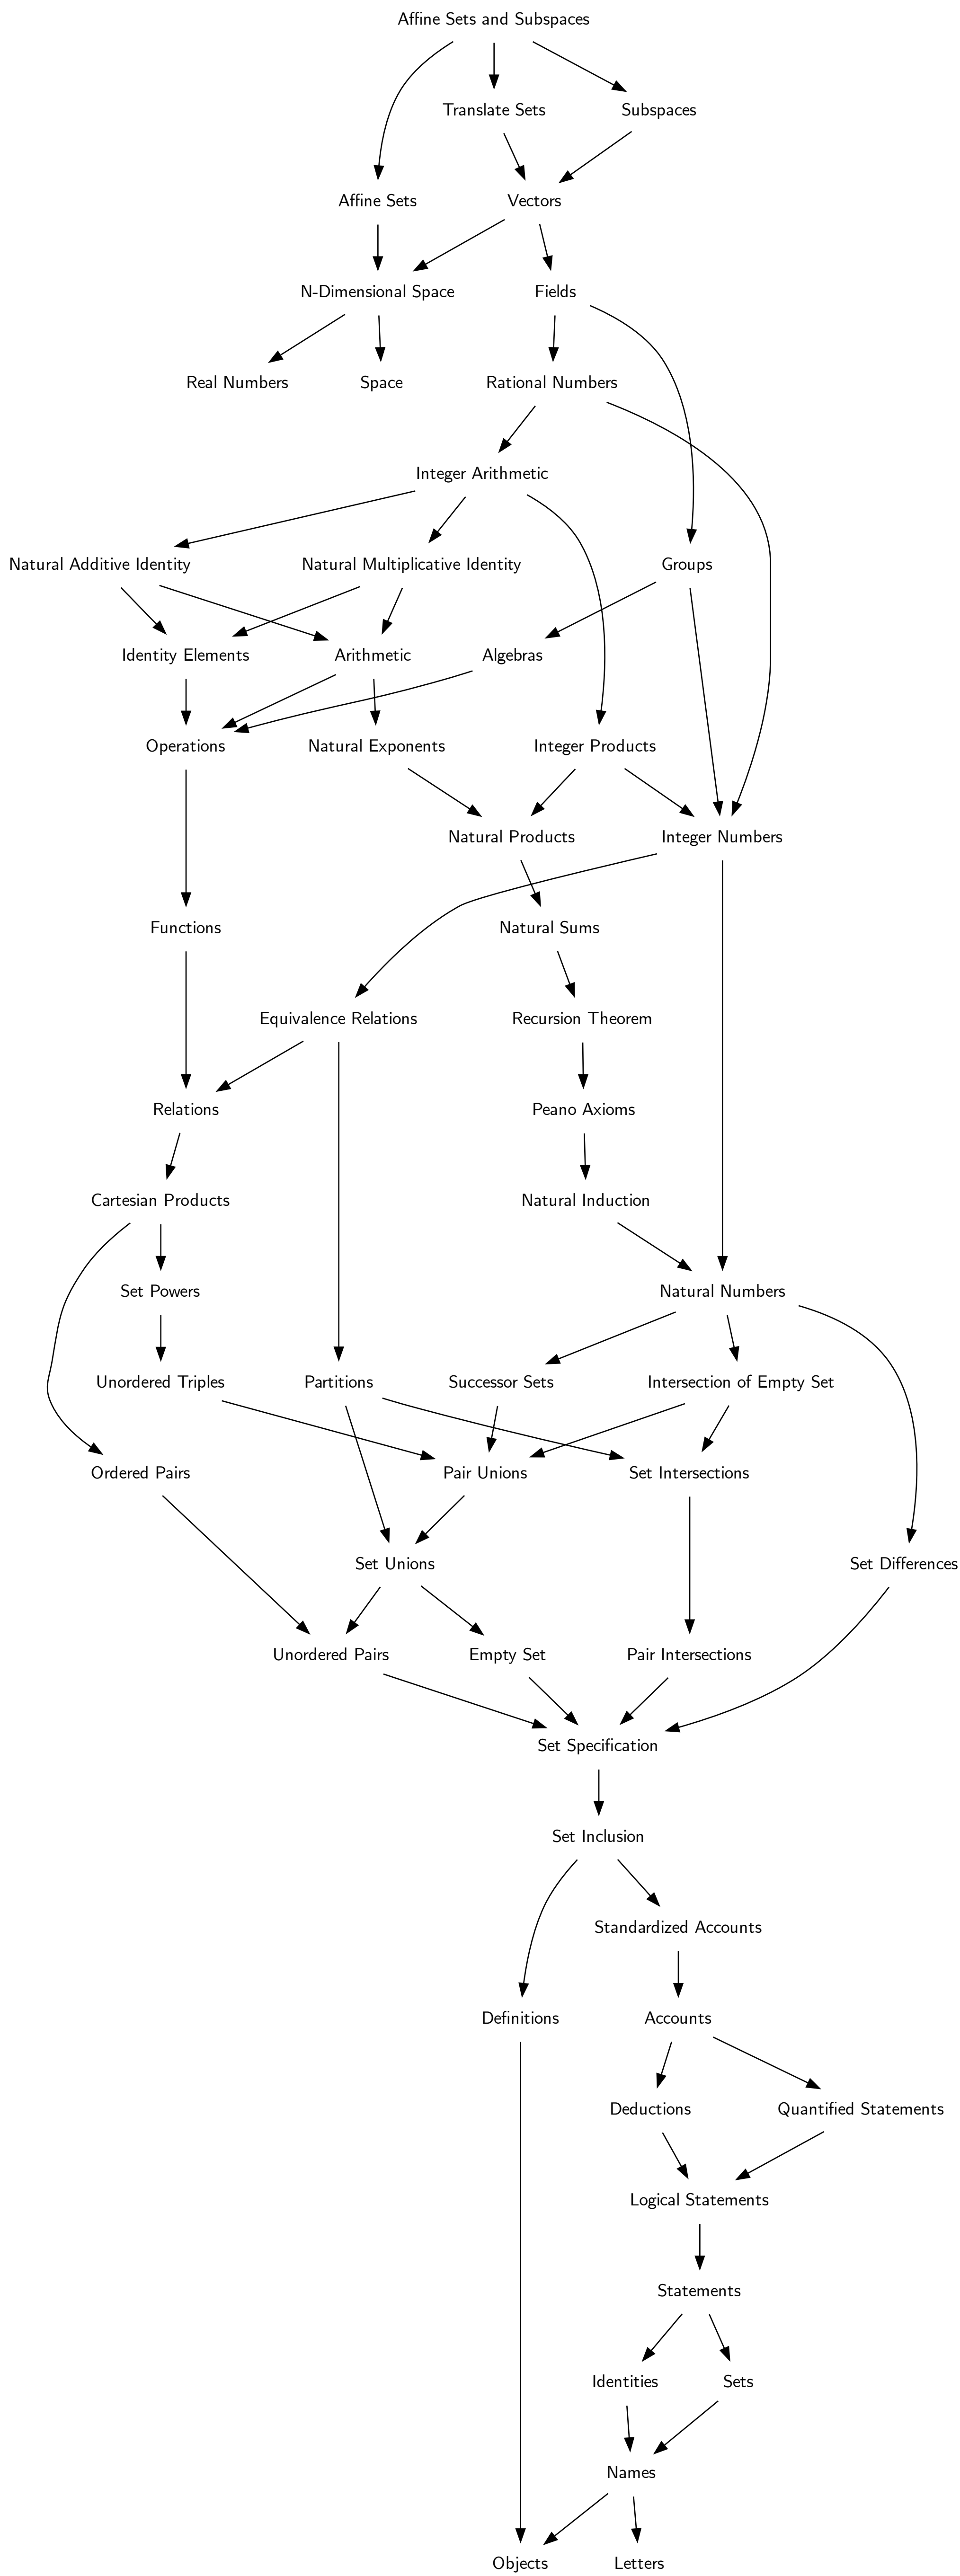 Affine Sets and Subspaces
Translate Sets
Subspaces
Affine Sets
Vectors
N-Dimensional Space
Fields
Real Numbers
Space
Rational Numbers
Integer Arithmetic
Natural Additive Identity
Natural Multiplicative Identity
Groups
Identity Elements
Arithmetic
Algebras
Operations
Natural Exponents
Integer Products
Natural Products
Integer Numbers
Functions
Natural Sums
Equivalence Relations
Recursion Theorem
Relations
Peano Axioms
Cartesian Products
Natural Induction
Set Powers
Natural Numbers
Unordered Triples
Partitions
Successor Sets
Intersection of Empty Set
Ordered Pairs
Pair Unions
Set Intersections
Set Unions
Set Differences
Unordered Pairs
Empty Set
Pair Intersections
Set Specification
Set Inclusion
Standardized Accounts
Definitions
Accounts
Deductions
Quantified Statements
Logical Statements
Statements
Identities
Sets
Names
Objects
Letters